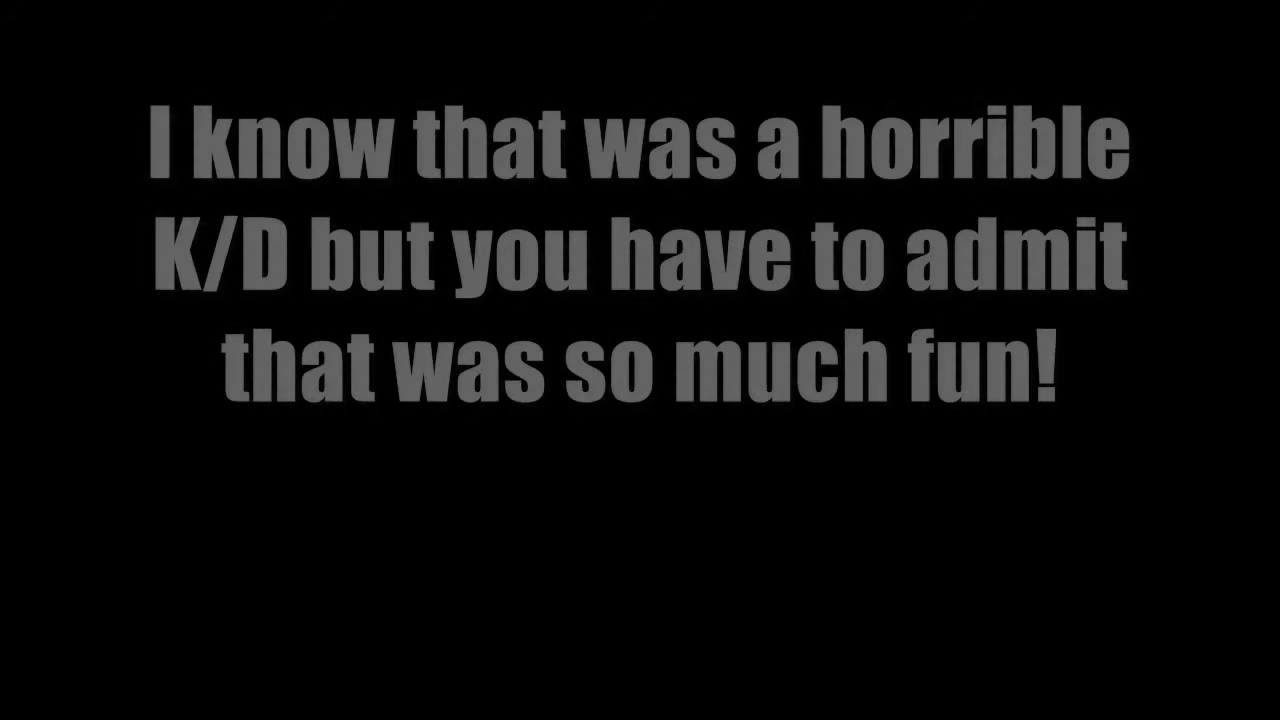 I know that was a horrible
K/D but you have to admit
that was so much fun!